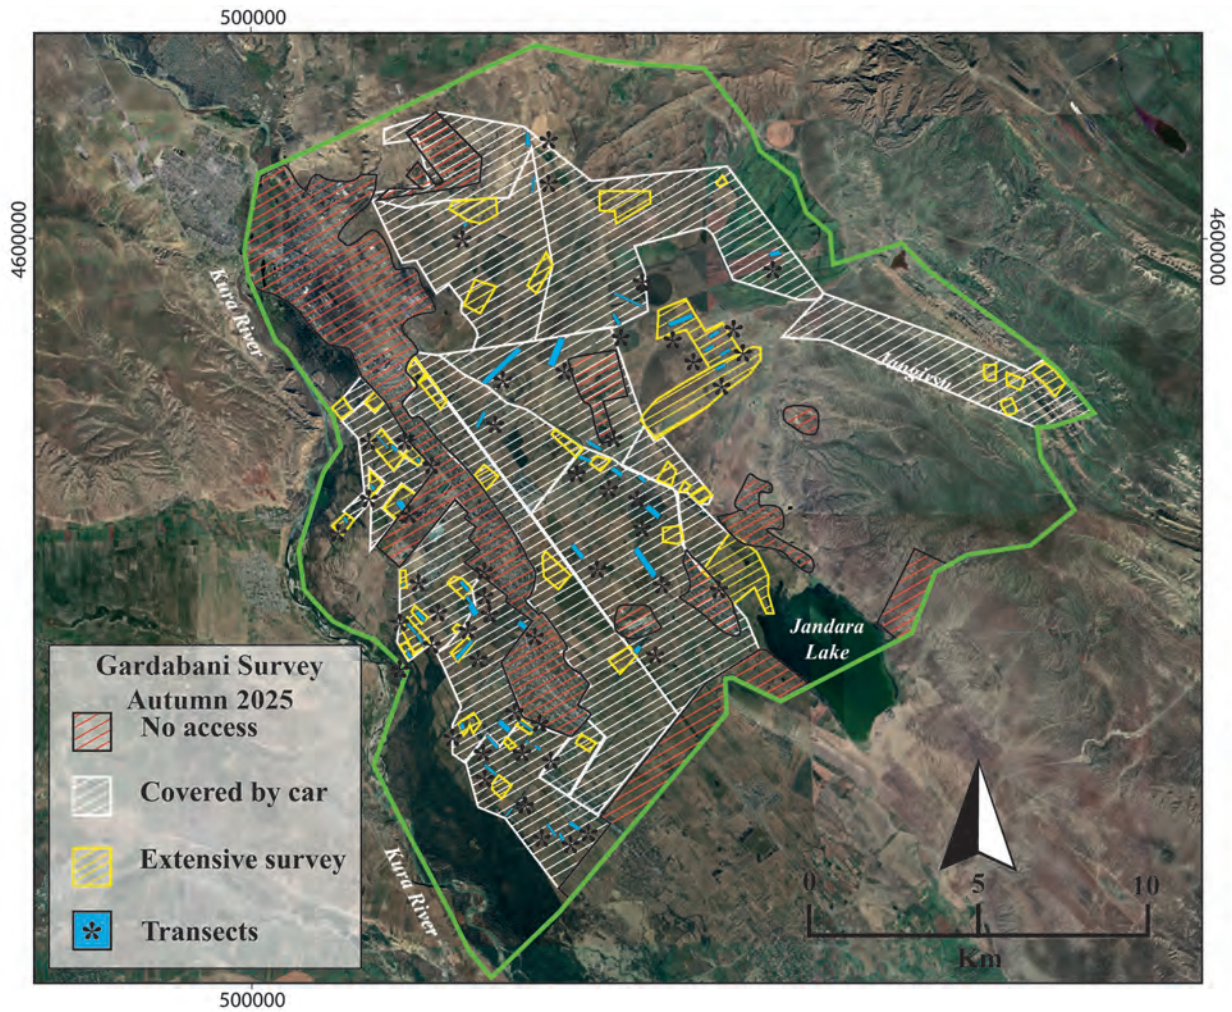 500000
4600000
4600000
Kura River
Jangirsu
Jandara
Lake
Gardabani Survey
Autumn 2025
No access
Covered by car
Extensive survey
Transects
Kura River
0 5 10
Km
500000